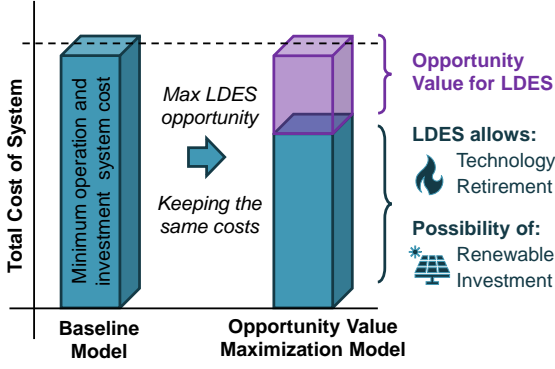 Total Cost of System
Minimum operation and
investment system cost
Max LDES
opportunity
Keeping the
same costs
Opportunity
Value for LDES
LDES allows:
Technology
Retirement
Possibility of:
Renewable
Investment
Baseline
Model
Opportunity Value
Maximization Model